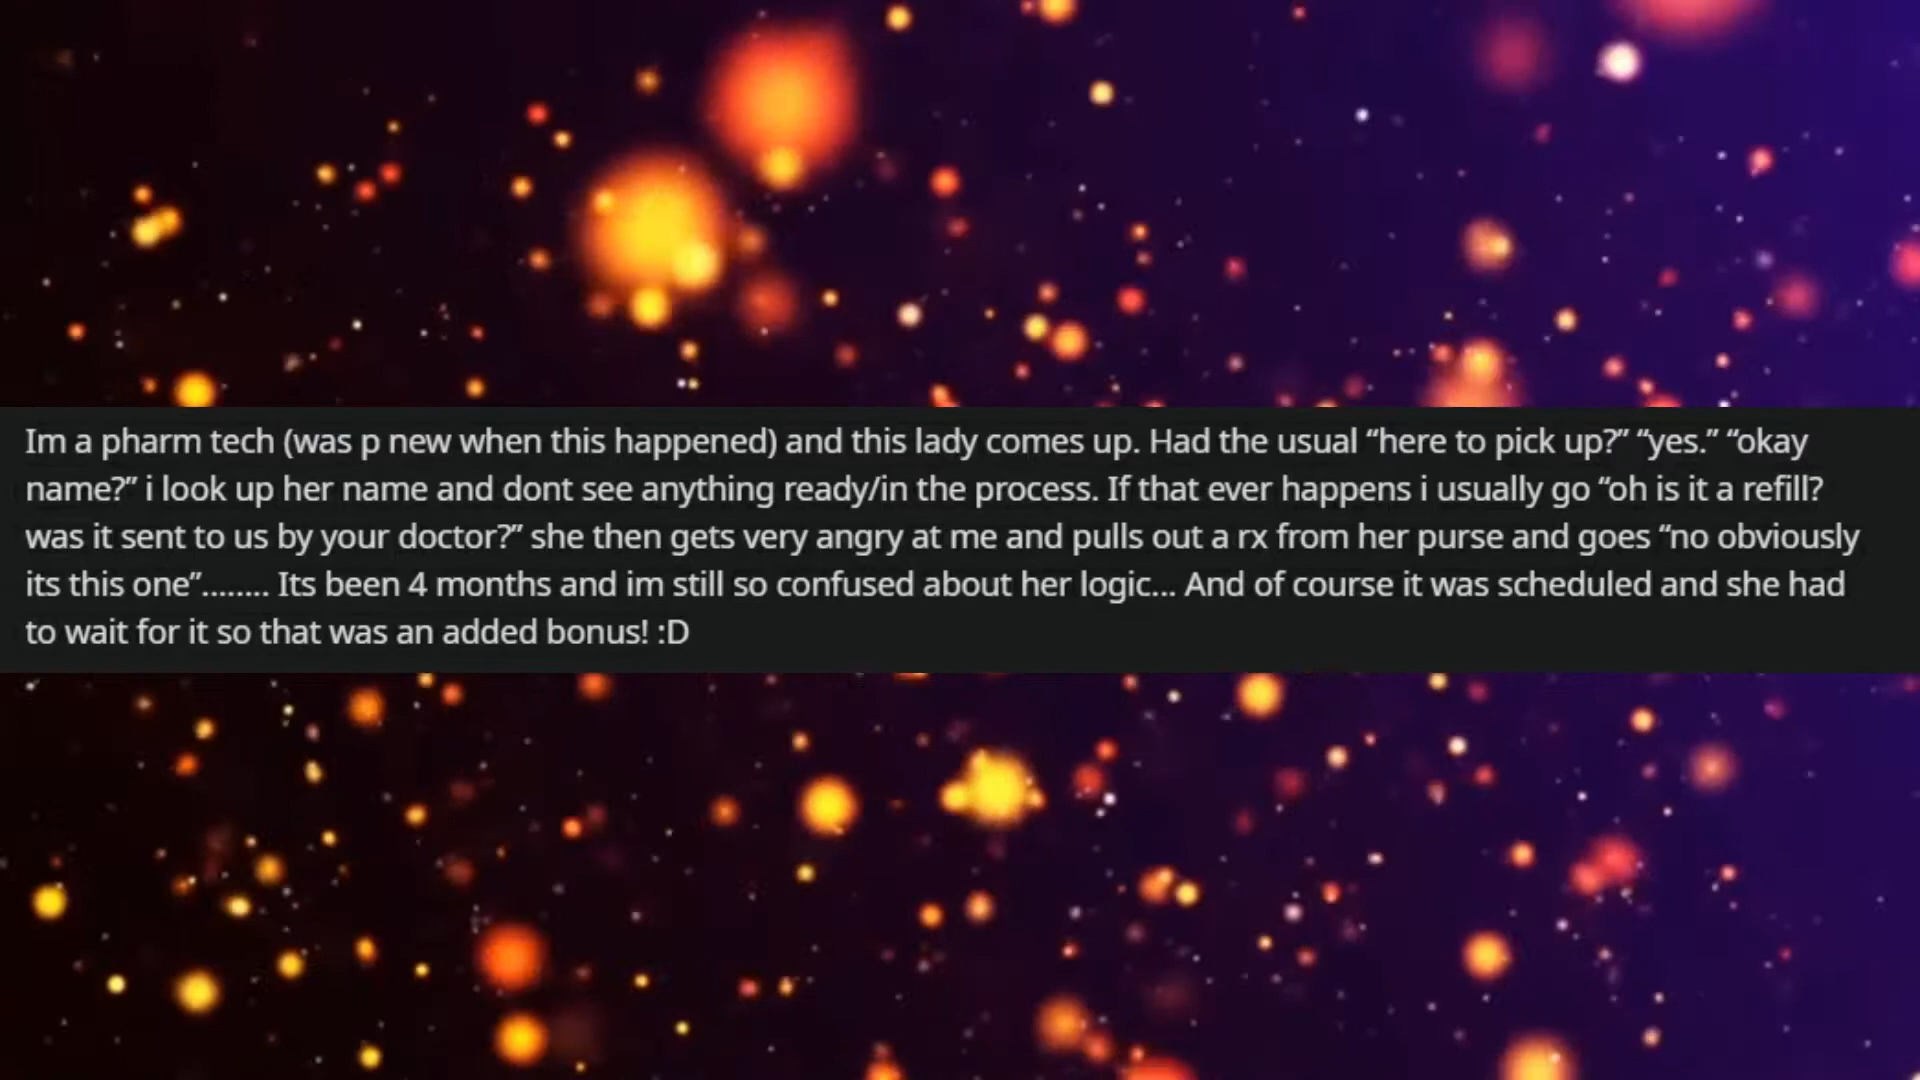 Im a pharm tech (was p new when this happened) and this lady comes up. Had the usual “here to pick up?” “yes.” “okay
name?” i look up her name and dont see anything ready/in the process. If that ever happens i usually go “oh is it a refill?
was it sent to us by your doctor?” she then gets very angry at me and pulls out a rx from her purse and goes “no obviously
its this one”........ Its been 4 months and im still so confused about her logic... And of course it was scheduled and she had
to wait for it so that was an added bonus! :D